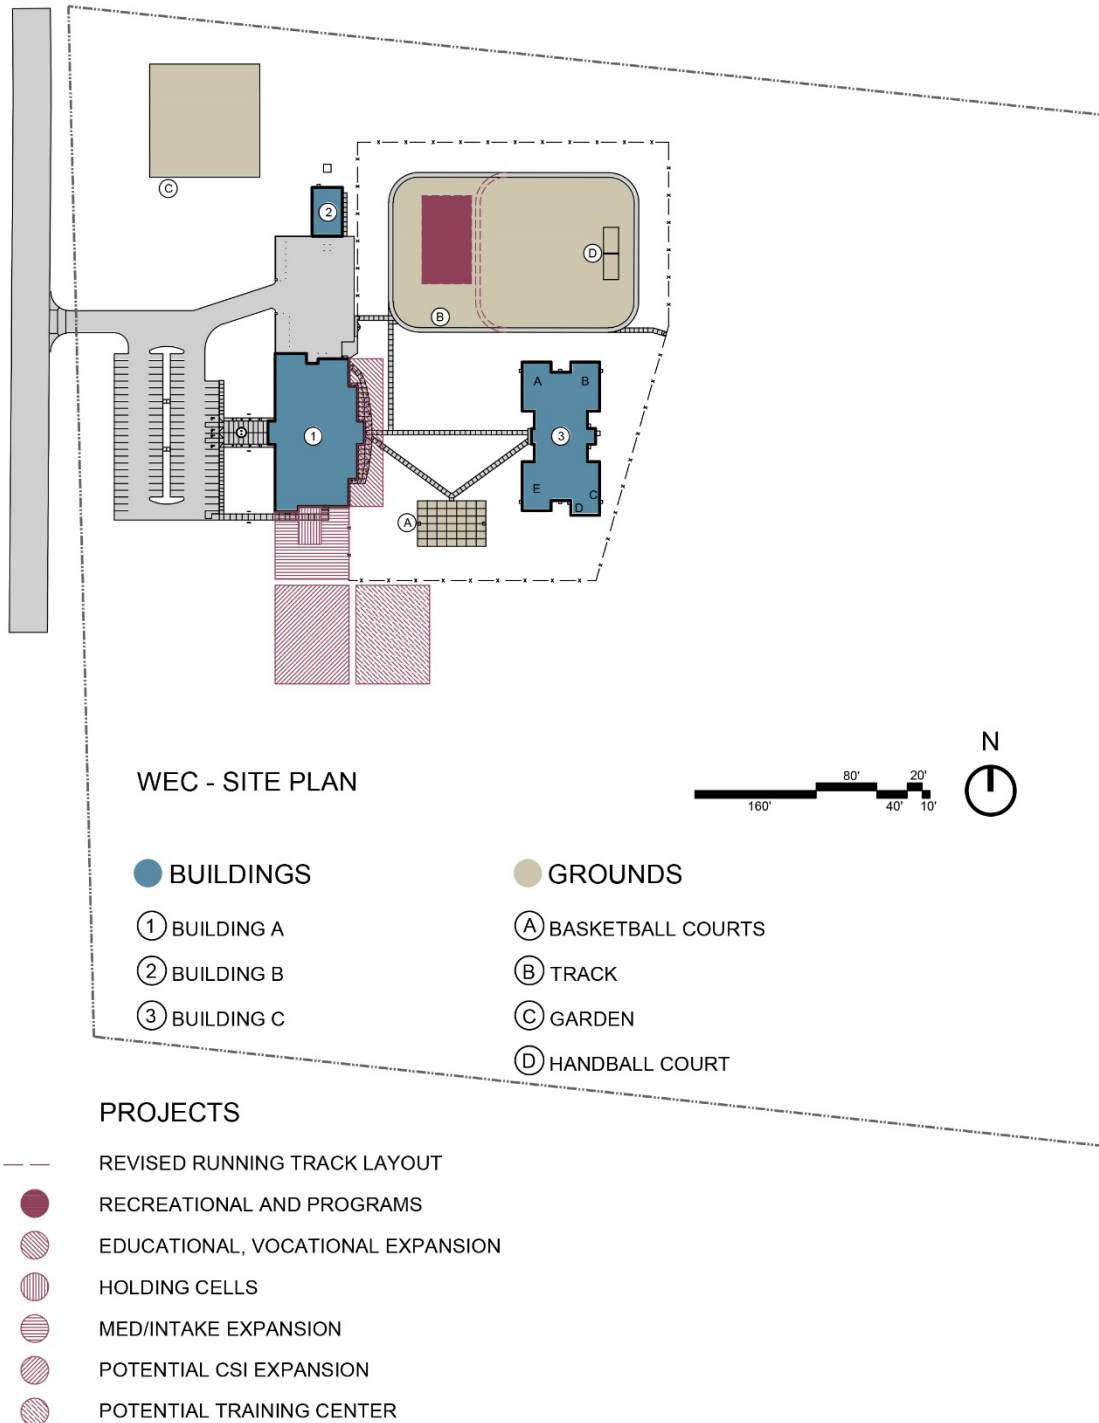 C
2
D
B
A B
1
3
E
C
D
A
N
WEC - SITE PLAN
80' 20'
160' 40' 10'
BUILDINGS
1 BUILDING A
2 BUILDING B
3 BUILDING C
GROUNDS
A BASKETBALL COURTS
B TRACK
C GARDEN
D HANDBALL COURT
PROJECTS
REVISED RUNNING TRACK LAYOUT
RECREATIONAL AND PROGRAMS
EDUCATIONAL, VOCATIONAL EXPANSION
HOLDING CELLS
MED/INTAKE EXPANSION
POTENTIAL CSI EXPANSION
POTENTIAL TRAINING CENTER